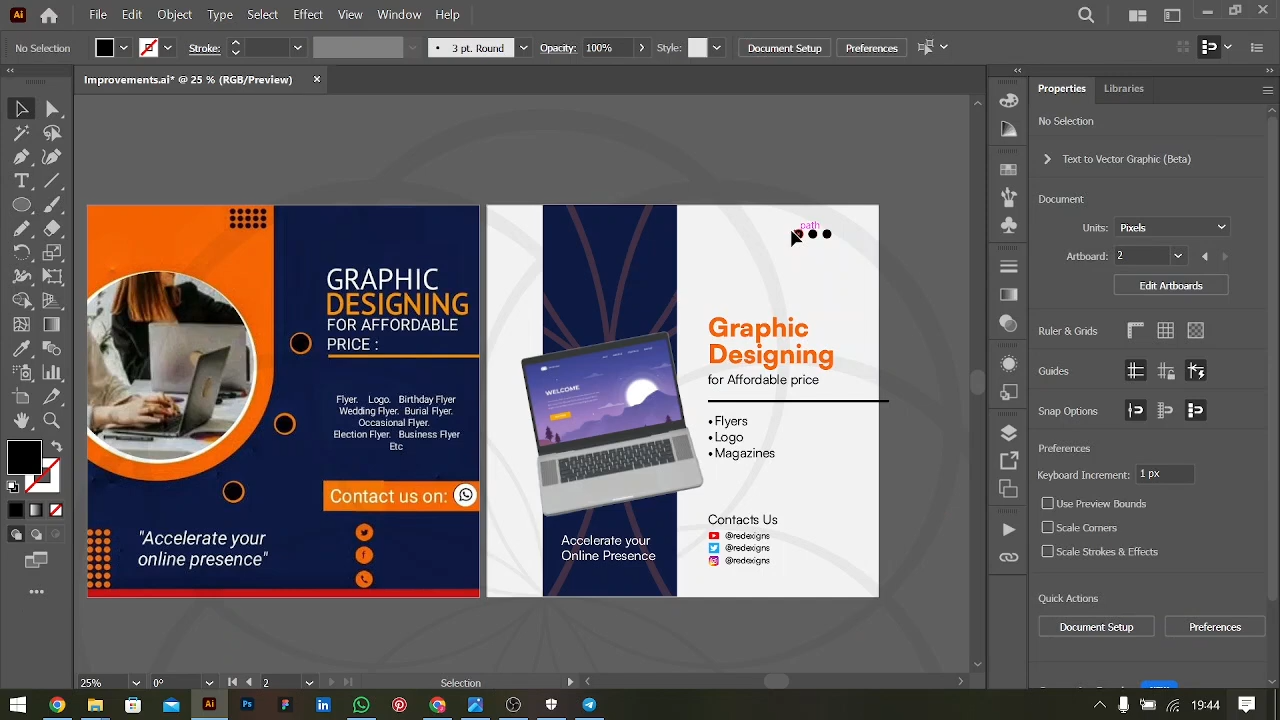 Ai
File
Edit
Object
Type
Select
Effect
View
Window
Help
No Selection
Stroke:
3 pt. Round
Opacity:
100%
Style:
Document Setup
Preferences
Improvements.ai* @ 25 % (RGB/Preview)
GRAPHIC
DESIGNING
FOR AFFORDABLE
PRICE :
Flyer. Logo. Birthday Flyer
Wedding Flyer. Burial Flyer.
Occasional Flyer.
Election Flyer. Business Flyer
Etc
Contact us on:
"Accelerate your
online presence"
path
WELCOME
Graphic
Designing
for Affordable price
• Flyers
• Logo
• Magazines
Accelerate your
Online Presence
Contacts Us
@redexigns
@redexigns
@redexigns
Properties
Libraries
No Selection
Text to Vector Graphic (Beta)
Document
Units:
Pixels
Artboard:
2
Edit Artboards
Ruler & Grids
Guides
Snap Options
Preferences
Keyboard Increment:
1 px
Use Preview Bounds
Scale Corners
Scale Strokes & Effects
Quick Actions
Document Setup
Preferences
25%
0°
2
Selection
Ai
Ps
19:44